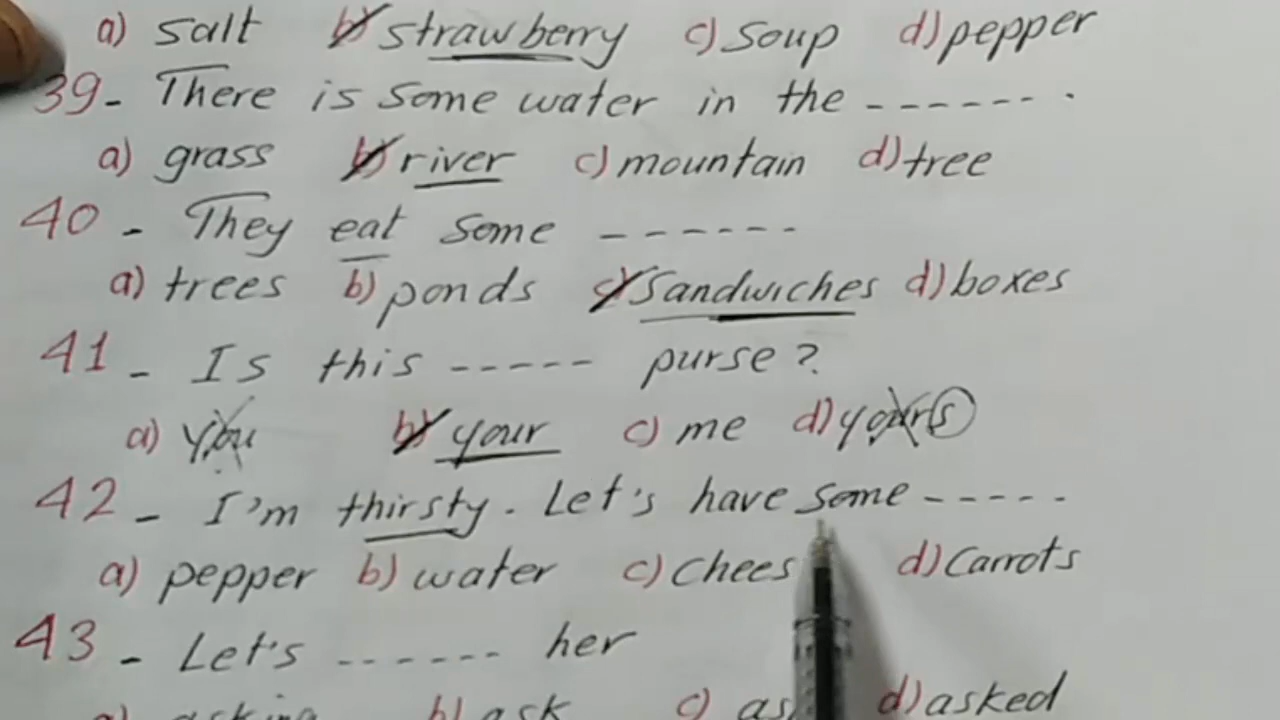 a) salt b) strawberry c) soup d) pepper
39- There is some water in the ------.
a) grass b) river c) mountain d) tree
40- They eat some ------
a) trees b) ponds c) Sandwiches d) boxes
41- Is this ----- purse?
a) you b) your c) me d) yours
42- I'm thirsty. Let's have some -----
a) pepper b) water c) Chees d) Carrots
43- Let's ------ her
a) asking b) ask c) d) asked